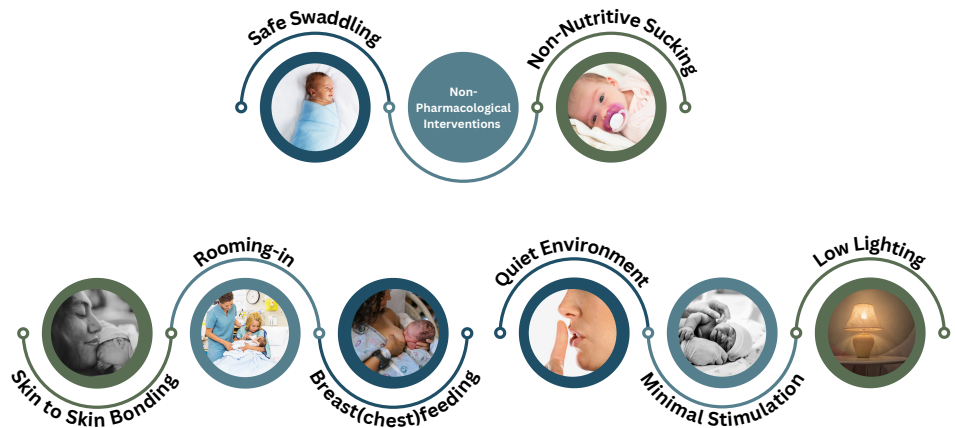 Safe Swaddling
Non-
Pharmacological
Interventions
Non-Nutritive Sucking
Skin to Skin Bonding
Rooming-in
Breast(chest)feeding
Quiet Environment
Minimal Stimulation
Low Lighting